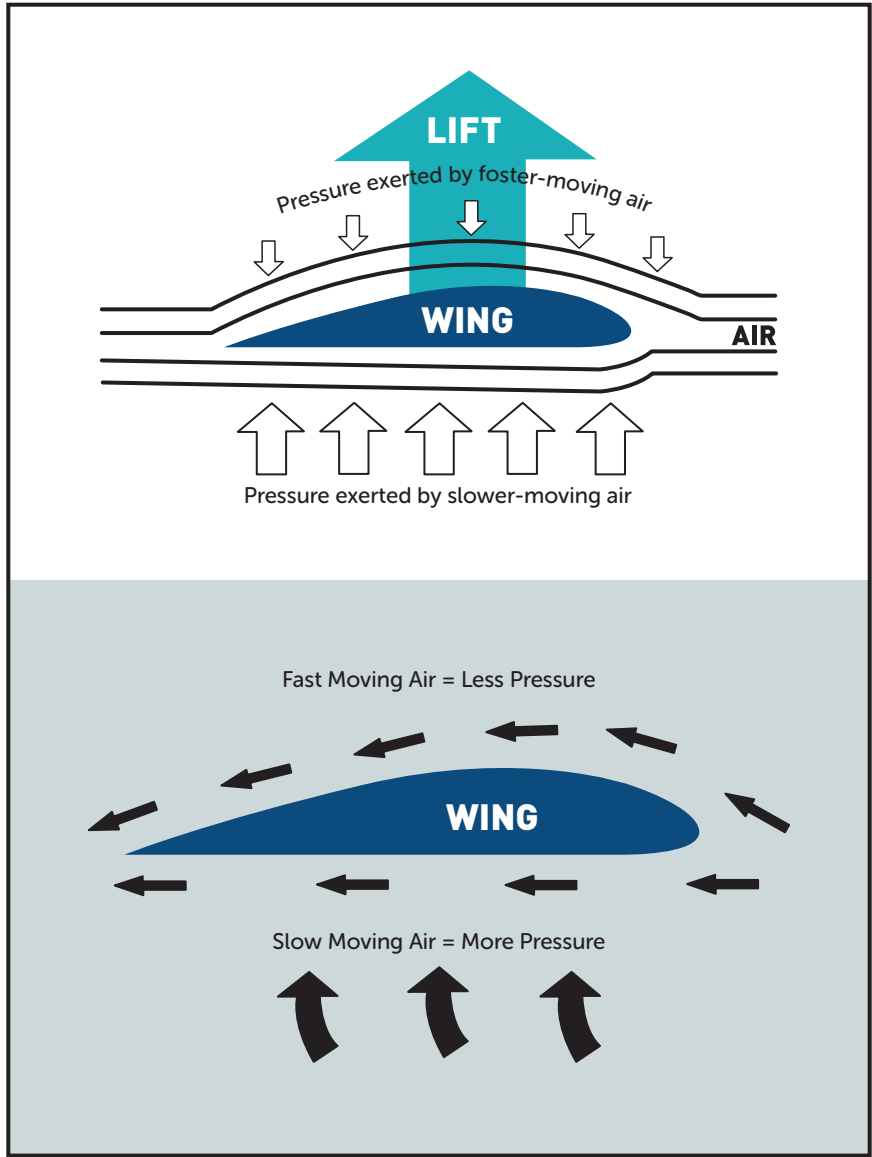 LIFT
Pressure exerted by foster-moving air
WING
AIR
Pressure exerted by slower-moving air
Fast Moving Air = Less Pressure
WING
Slow Moving Air = More Pressure